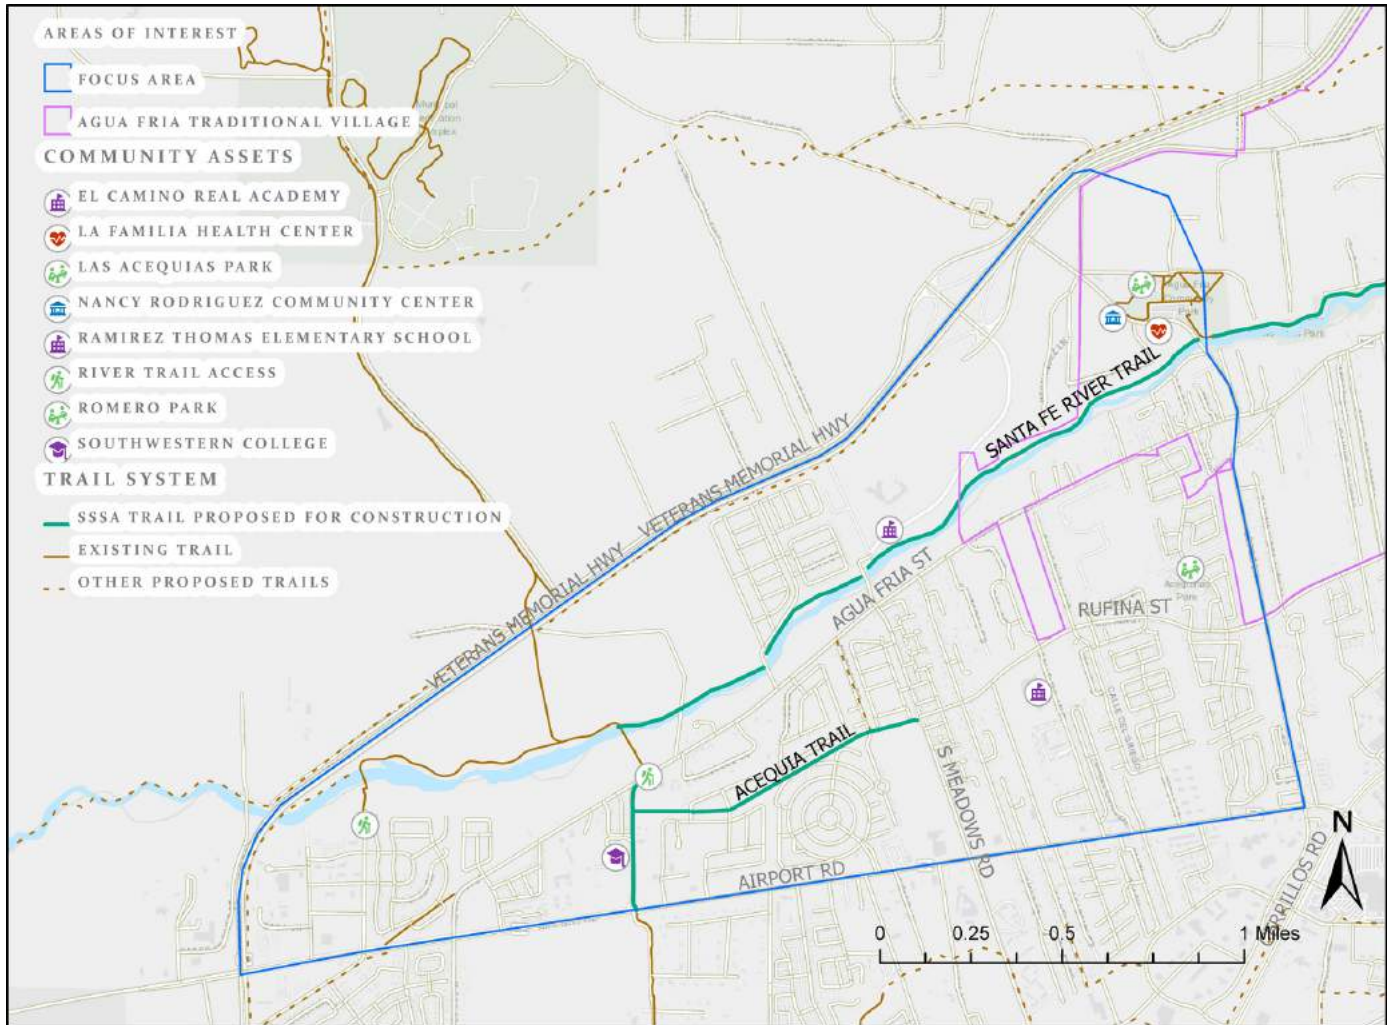 AREAS OF INTEREST
FOCUS AREA
AGUA FRIA TRADITIONAL VILLAGE
COMMUNITY ASSETS
EL CAMINO REAL ACADEMY
LA FAMILIA HEALTH CENTER
LAS ACEQUIAS PARK
NANCY RODRIGUEZ COMMUNITY CENTER
RAMIREZ THOMAS ELEMENTARY SCHOOL
RIVER TRAIL ACCESS
ROMERO PARK
SOUTHWESTERN COLLEGE
TRAIL SYSTEM
SSSA TRAIL PROPOSED FOR CONSTRUCTION
EXISTING TRAIL
OTHER PROPOSED TRAILS
Park
Park
SANTA FE RIVER TRAIL
VETERANS MEMORIAL HWY
VETERANS MEMORIAL HWY
AGUA FRIA ST
Park
RUFINA ST
ACEQUIA TRAIL
S MEADOWS RD
AIRPORT RD
CERRILLOS RD
N
0 0.25 0.5 1 Miles